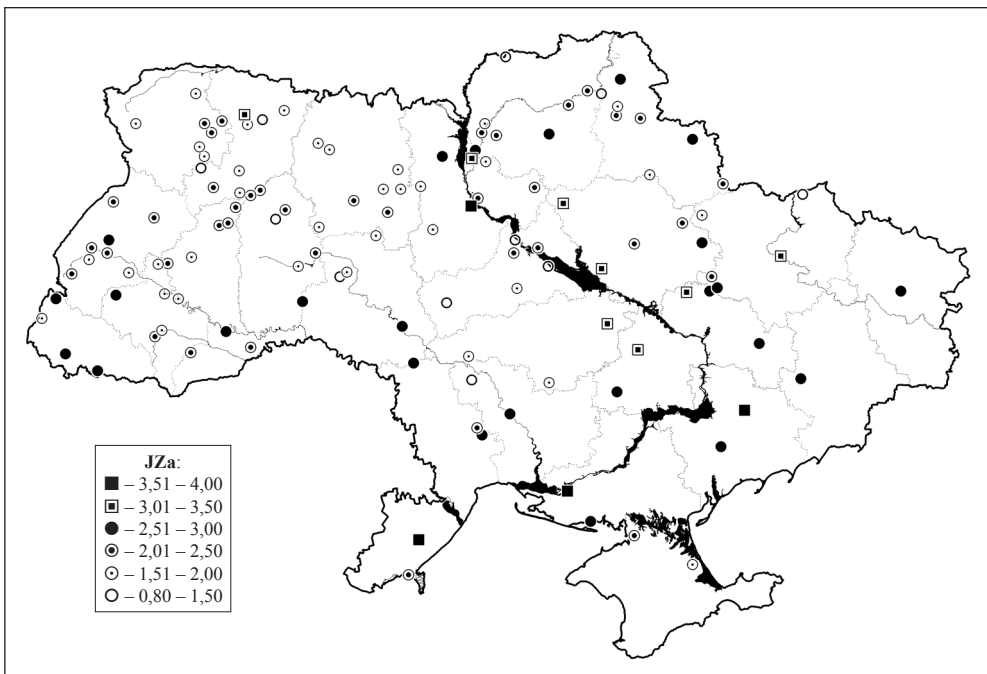 JZa:
– 3,51 – 4,00
– 3,01 – 3,50
– 2,51 – 3,00
– 2,01 – 2,50
– 1,51 – 2,00
– 0,80 – 1,50